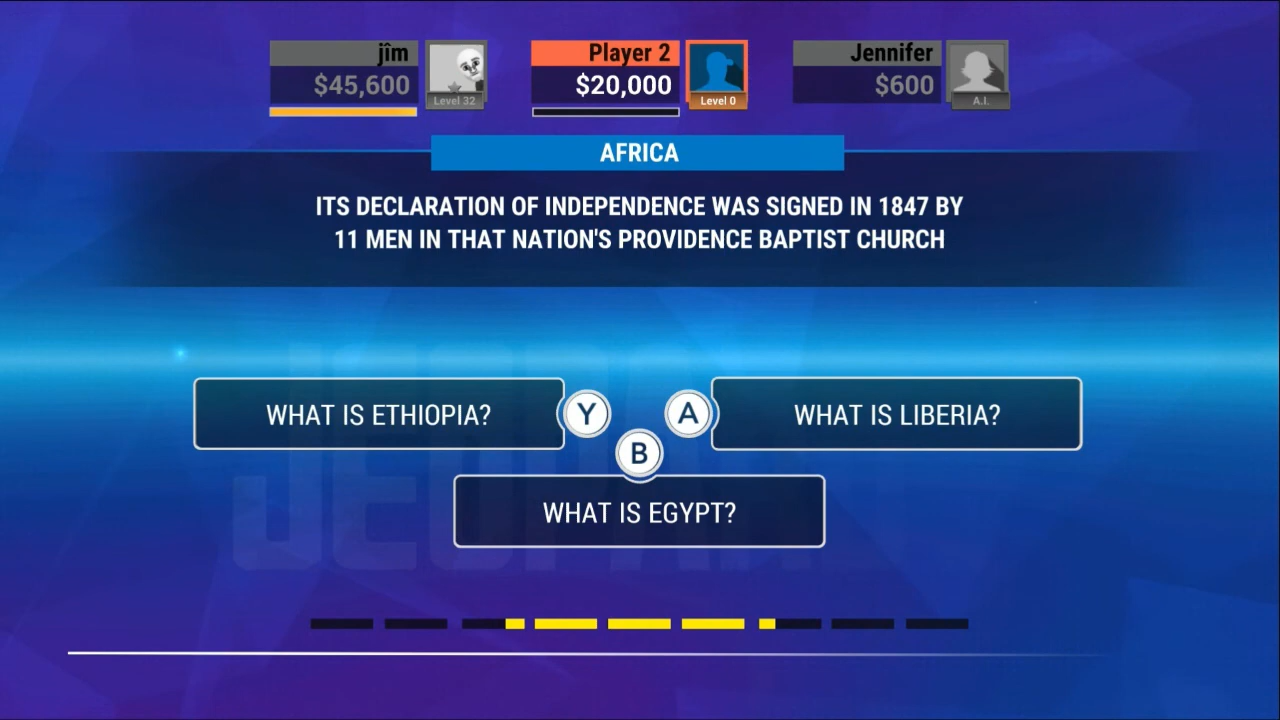 jîm
$45,600
Level 32
Player 2
$20,000
Level 0
Jennifer
$600
A.I.
AFRICA
ITS DECLARATION OF INDEPENDENCE WAS SIGNED IN 1847 BY
11 MEN IN THAT NATION'S PROVIDENCE BAPTIST CHURCH
WHAT IS ETHIOPIA?
Y
A
WHAT IS LIBERIA?
B
WHAT IS EGYPT?